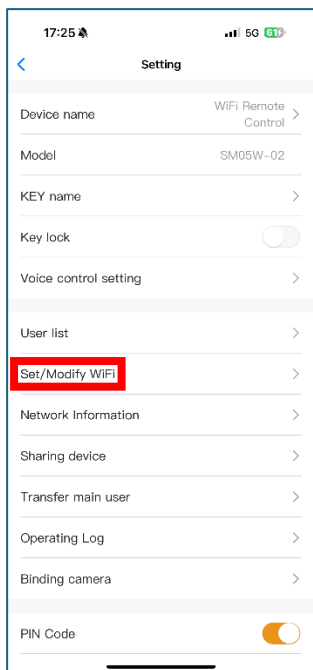 17:25 5G 61
Setting
Device name WiFi Remote
Control
Model SM05W-02
KEY name
Key lock
Voice control setting
User list
Set/Modify WiFi
Network Information
Sharing device
Transfer main user
Operating Log
Binding camera
PIN Code